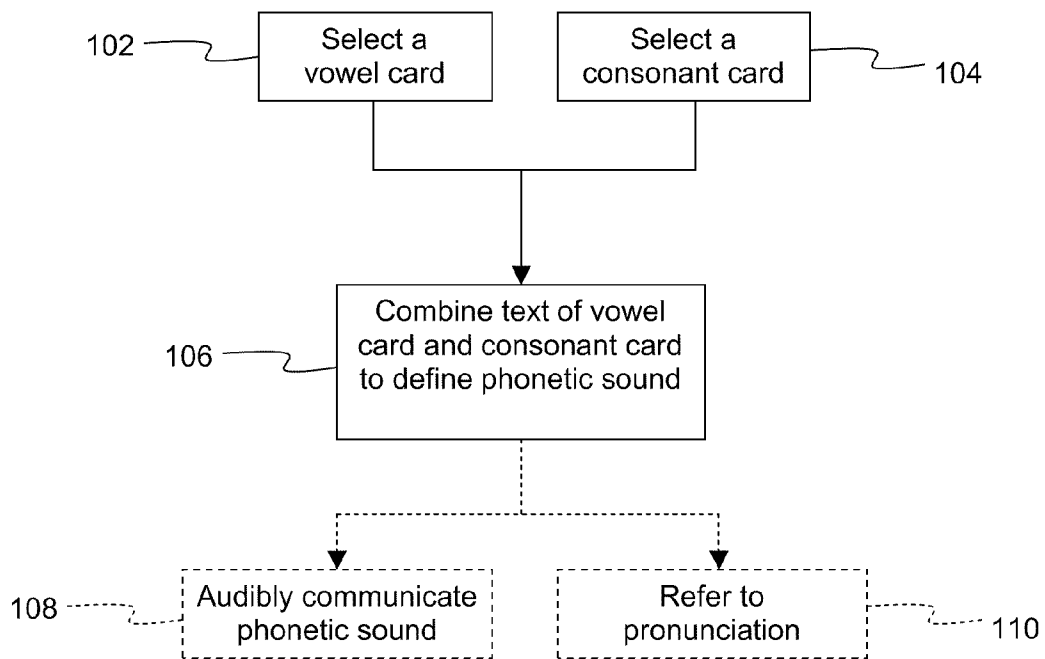 102
Select a
vowel card
Select a
consonant card
104
106
Combine text of vowel
card and consonant card
to define phonetic sound
108
Audibly communicate
phonetic sound
Refer to
pronunciation
110